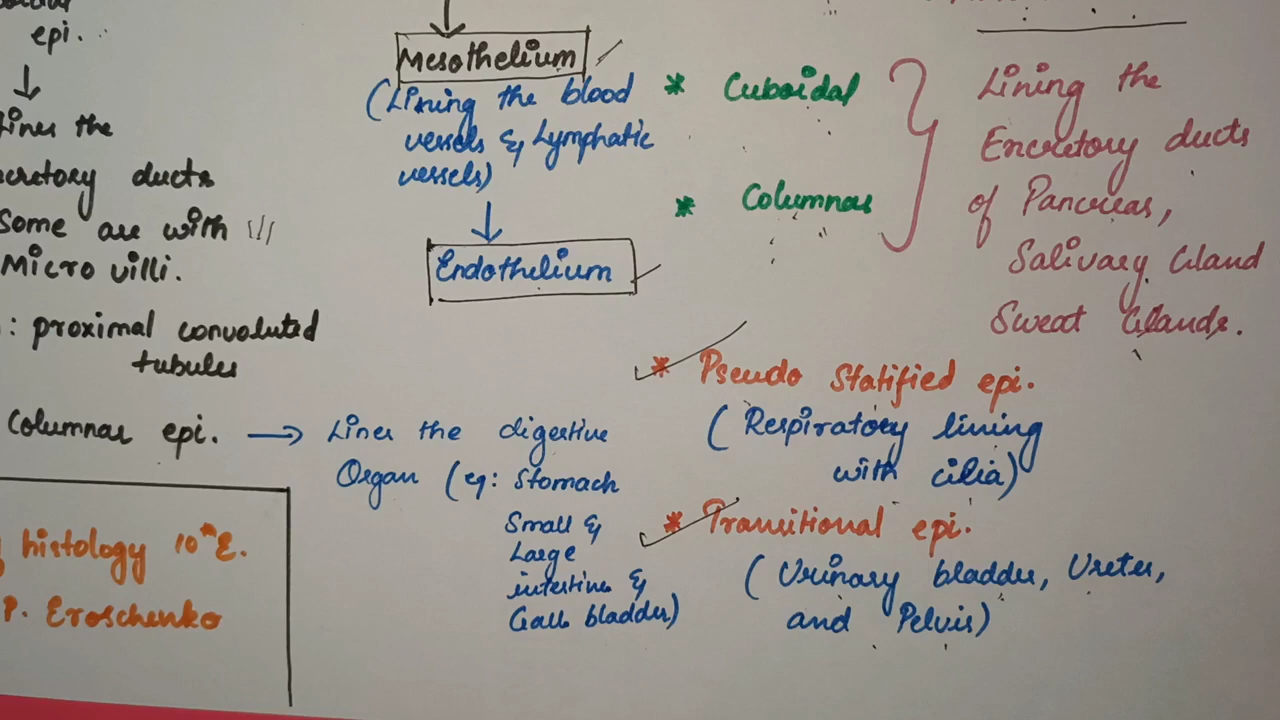 epi.
Lines the
cretory ducts
Some are with
Micro villi.
: proximal convoluted
tubules
Columnar epi. → Lines the digestive
Organ (eg: Stomach
Small &
Large
intestine &
Gall bladder)
histology 10th E.
P. Eroschenko
Mesothelium
(Lining the blood
vessels & Lymphatic
vessels)
Endothelium
* Cuboidal
* Columnar
Lining the
Excretory ducts
of Pancreas,
Salivary Gland
Sweat Glands.
* Pseudo Statified epi.
(Respiratory lining
with cilia)
* Transitional epi.
(Urinary bladder, Ureter,
and Pelvis)